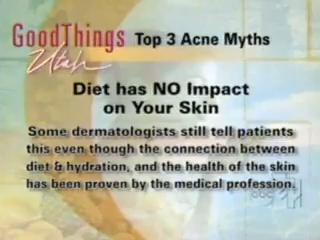 GoodThings
Utah
Top 3 Acne Myths
Diet has NO Impact
on Your Skin
Some dermatologists still tell patients
this even though the connection between
diet & hydration, and the health of the skin
has been proven by the medical profession.